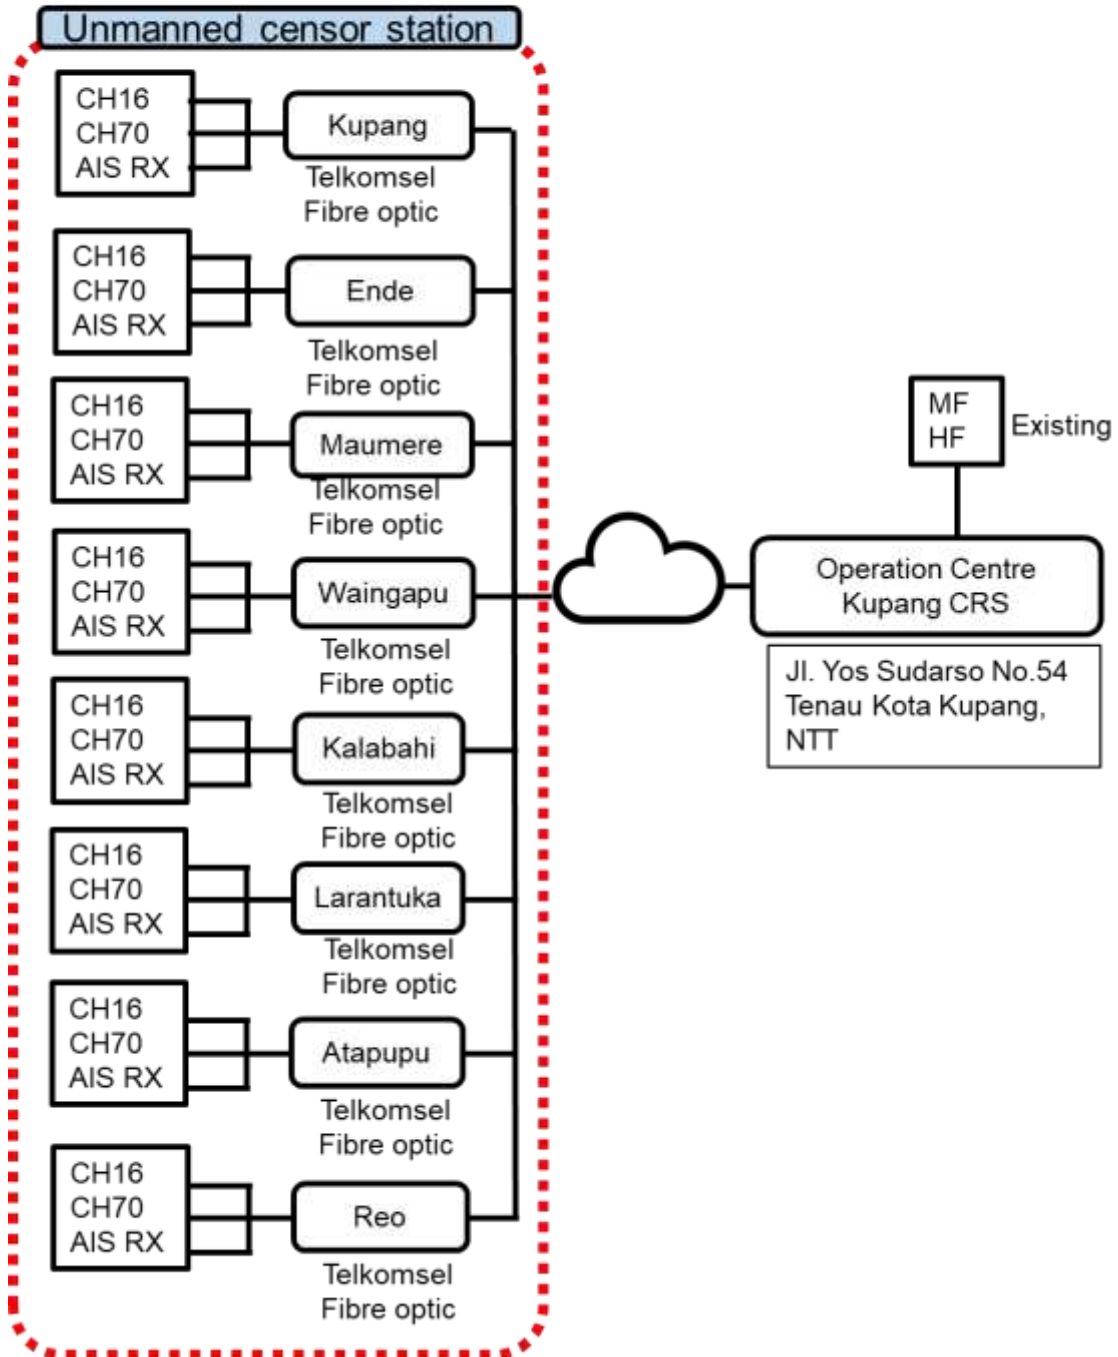 Unmanned censor station
CH16
CH70
AIS RX
Kupang
Telkomsel
Fibre optic
CH16
CH70
AIS RX
Ende
Telkomsel
Fibre optic
CH16
CH70
AIS RX
Maumere
Telkomsel
Fibre optic
CH16
CH70
AIS RX
Waingapu
Telkomsel
Fibre optic
CH16
CH70
AIS RX
Kalabahi
Telkomsel
Fibre optic
CH16
CH70
AIS RX
Larantuka
Telkomsel
Fibre optic
CH16
CH70
AIS RX
Atapupu
Telkomsel
Fibre optic
CH16
CH70
AIS RX
Reo
Telkomsel
Fibre optic
MF
HF
Existing
Operation Centre
Kupang CRS
Jl. Yos Sudarso No.54
Tenau Kota Kupang,
NTT